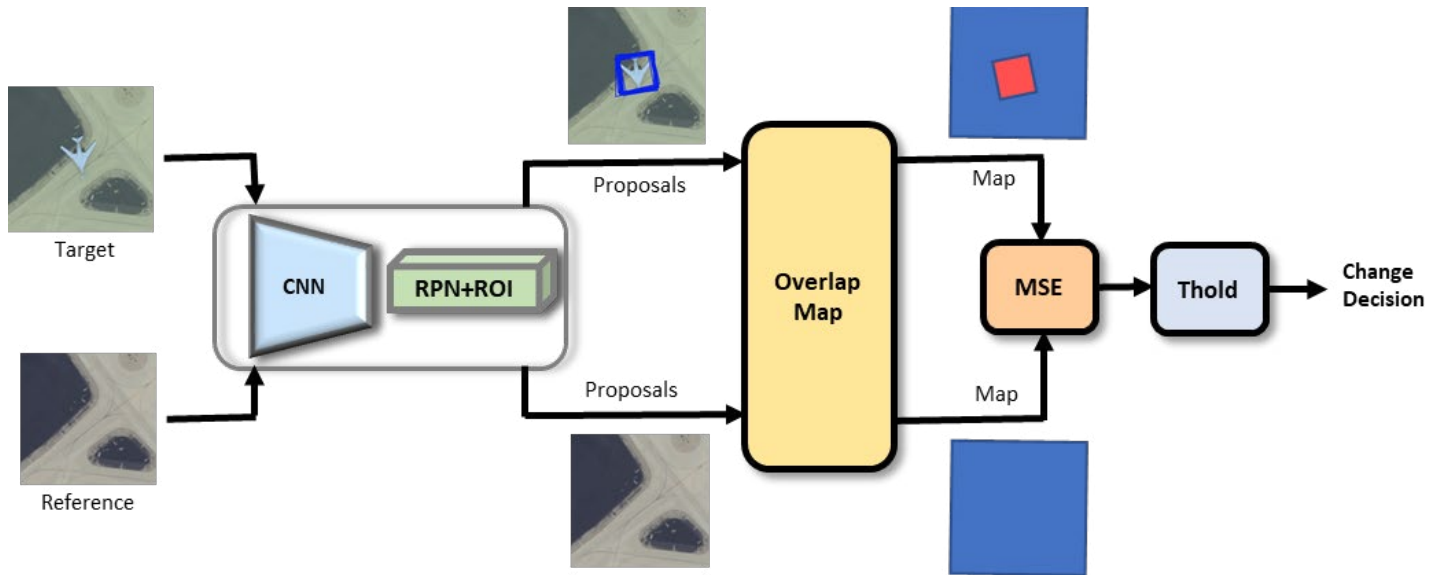 Target
Reference
CNN
RPN+ROI
Proposals
Proposals
Overlap
Map
Map
Map
MSE
Thold
Change
Decision